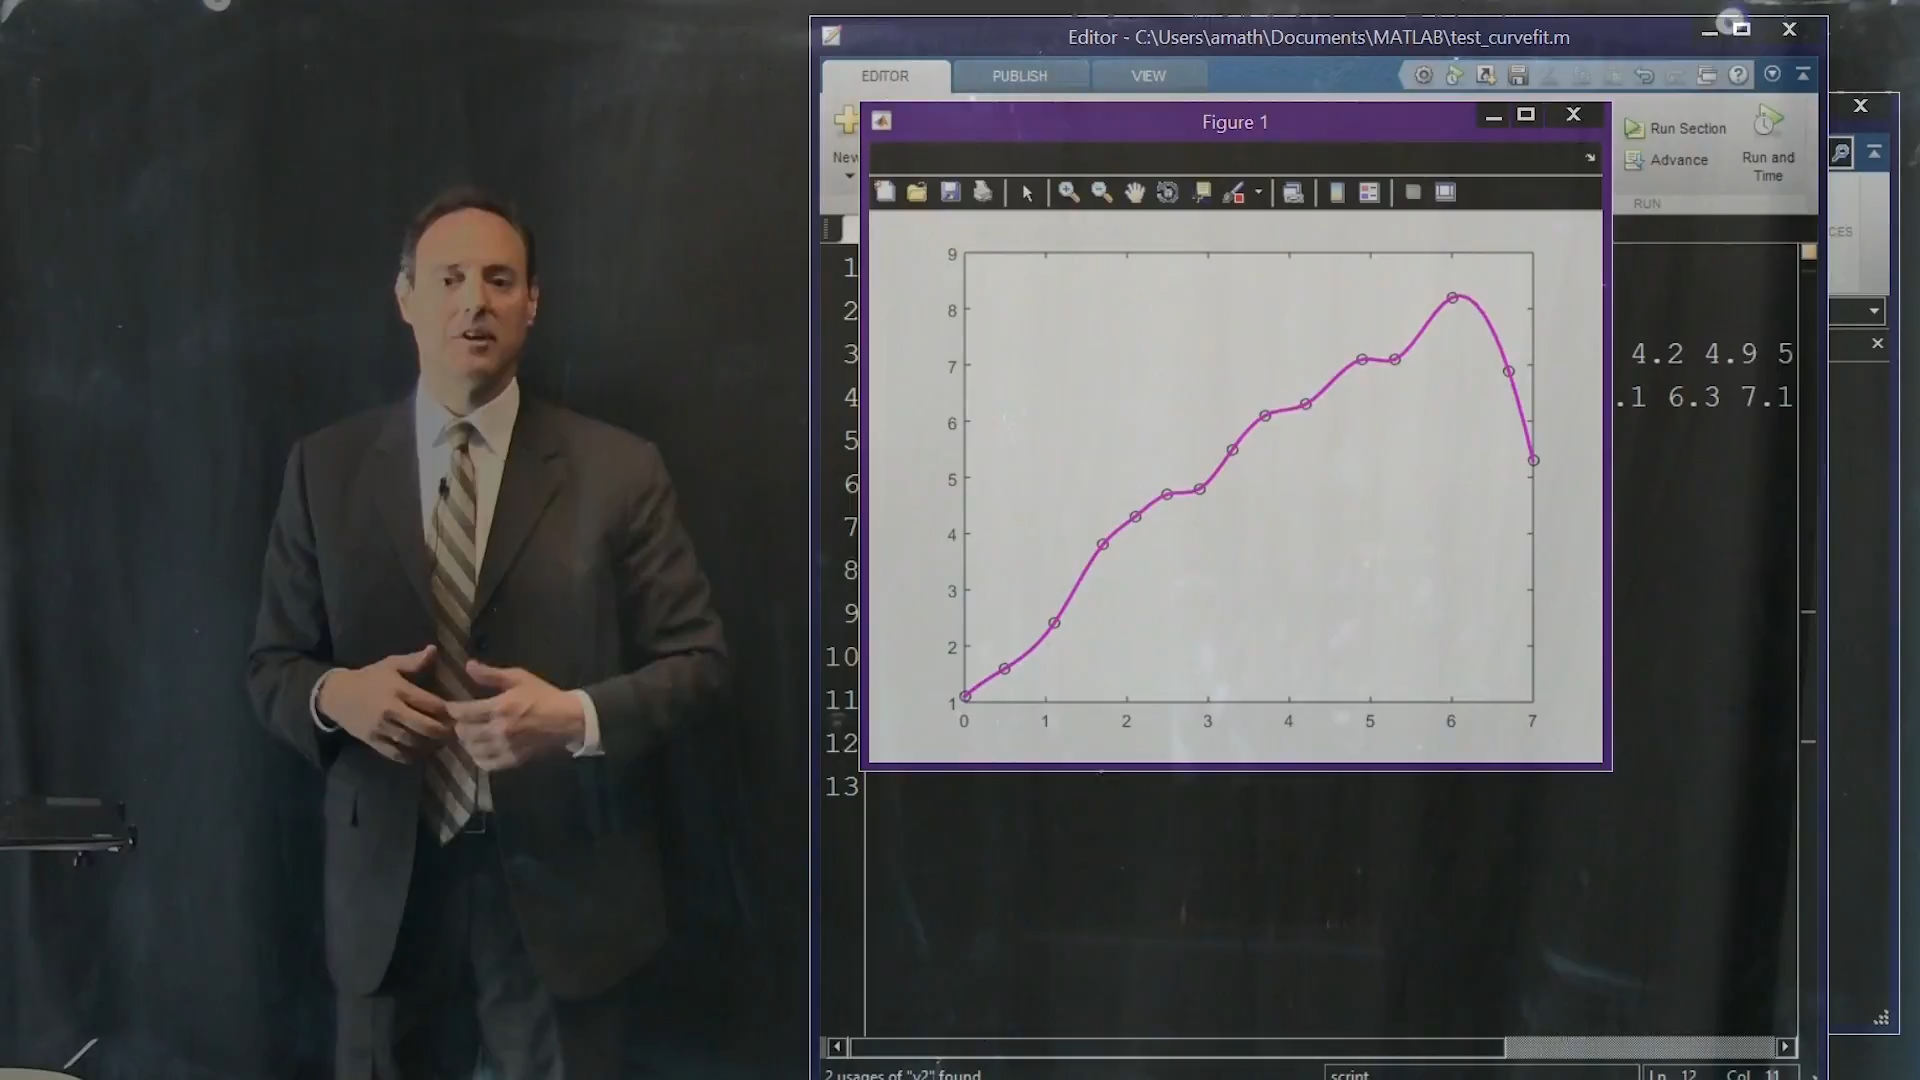 Editor - C:\Users\amath\Documents\MATLAB\test_curvefit.m
EDITOR PUBLISH VIEW
Figure 1
New
Run Section
Advance
Run and
Time
RUN
CES
1
2
3 4.2 4.9 5
4 .1 6.3 7.1
5
6
7
8
9
10
11
12
13
9
8
7
6
5
4
3
2
1
0 1 2 3 4 5 6 7
2 usages of "y2" found script Ln 12 Col 11